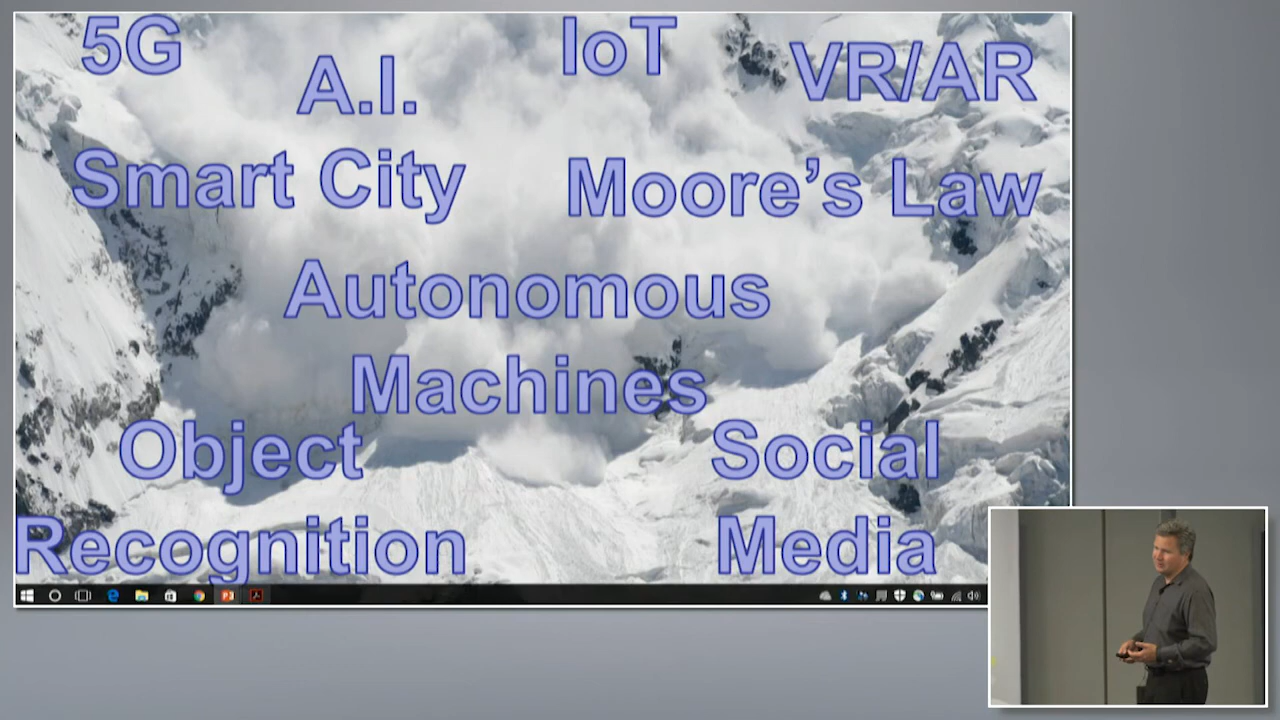 5G
IoT
A.I.
VR/AR
Smart City
Moore's Law
Autonomous
Machines
Object
Recognition
Social
Media